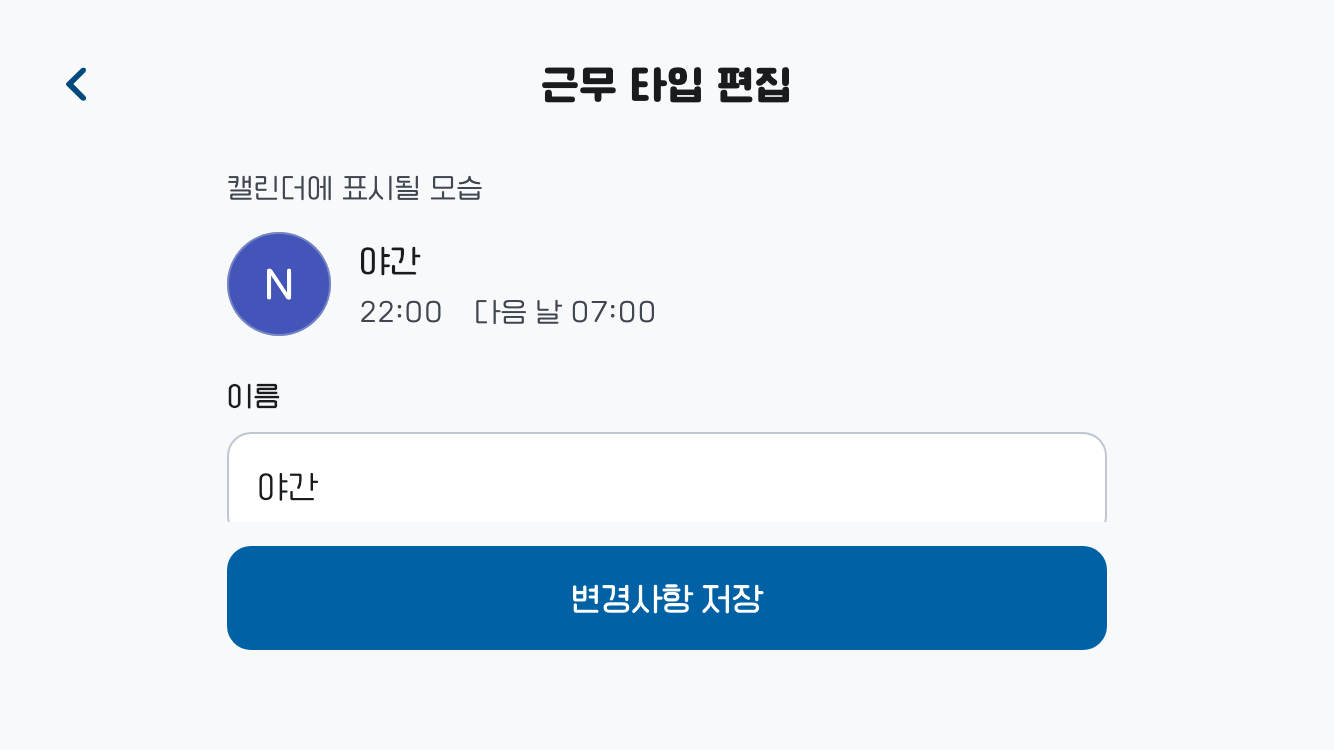 근무 타입 편집
캘린더에 표시될 모습
N
야간
22:00 다음 날 07:00
이름
야간
변경사항 저장